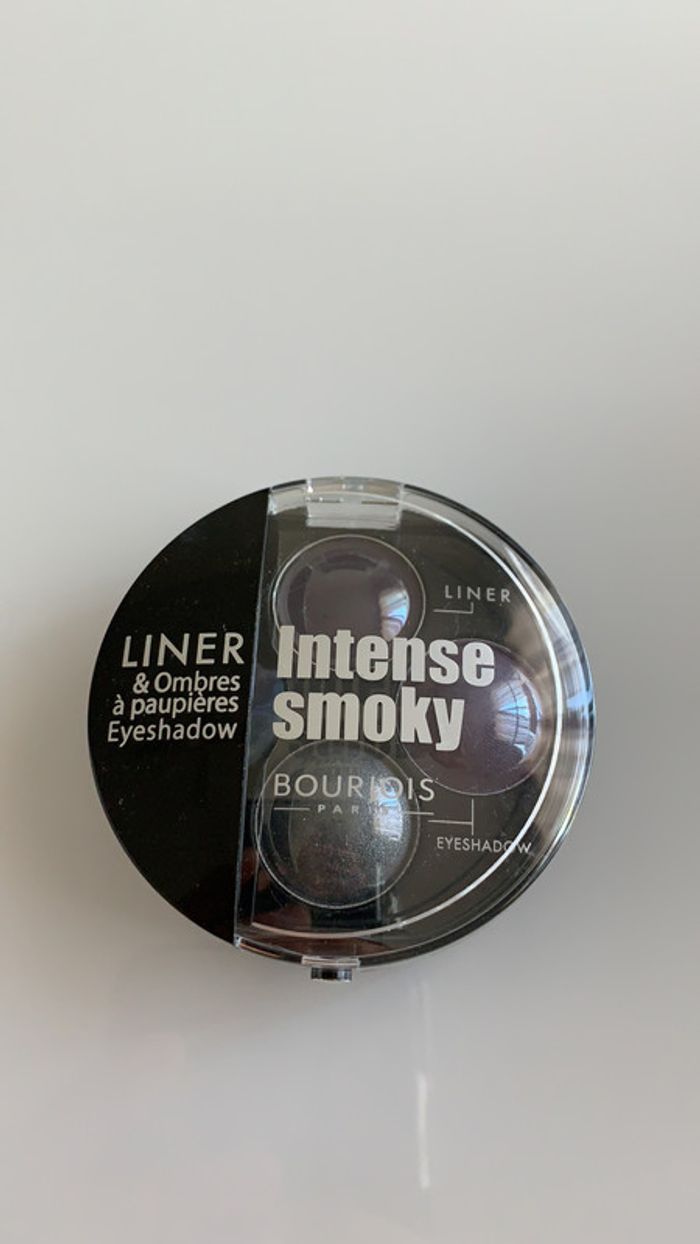 LINER
& Ombres
à paupières
Eyeshadow
LINER
Intense
smoky
BOURJOIS
PARIS
EYESHADOW